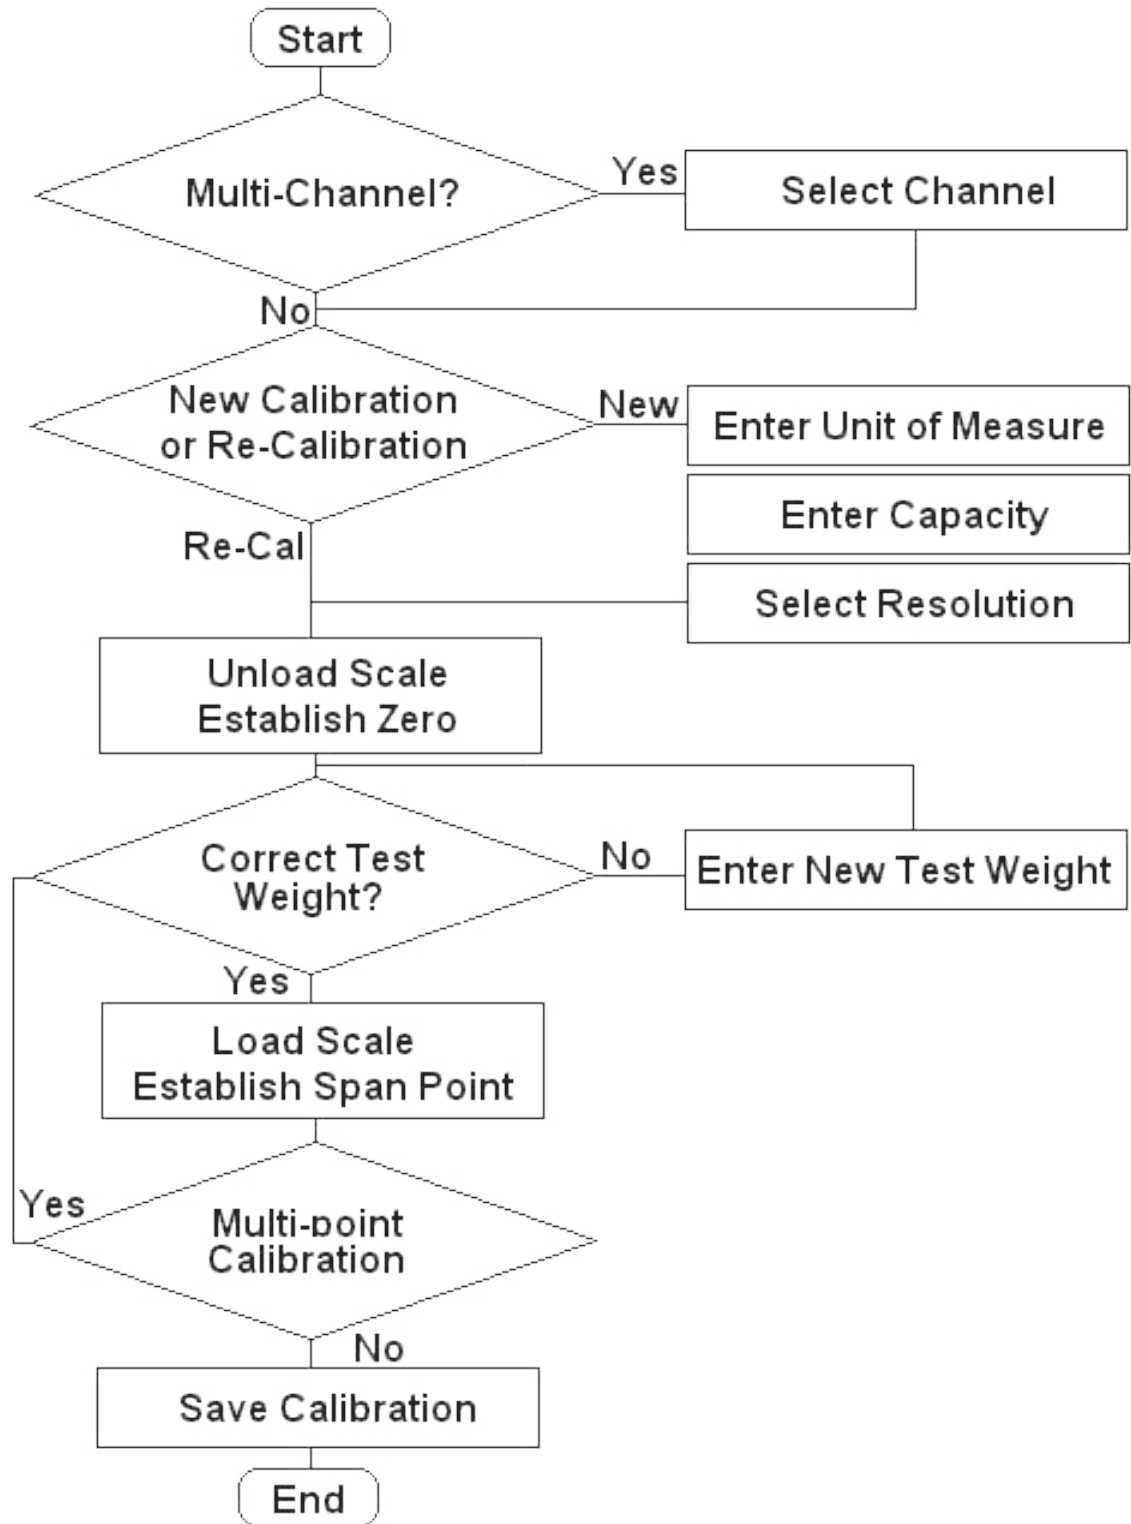 Start
Multi-Channel?
Yes
Select Channel
No
New Calibration
or Re-Calibration
New
Enter Unit of Measure
Enter Capacity
Re-Cal
Select Resolution
Unload Scale
Establish Zero
Correct Test
Weight?
No
Enter New Test Weight
Yes
Load Scale
Establish Span Point
Yes
Multi-point
Calibration
No
Save Calibration
End